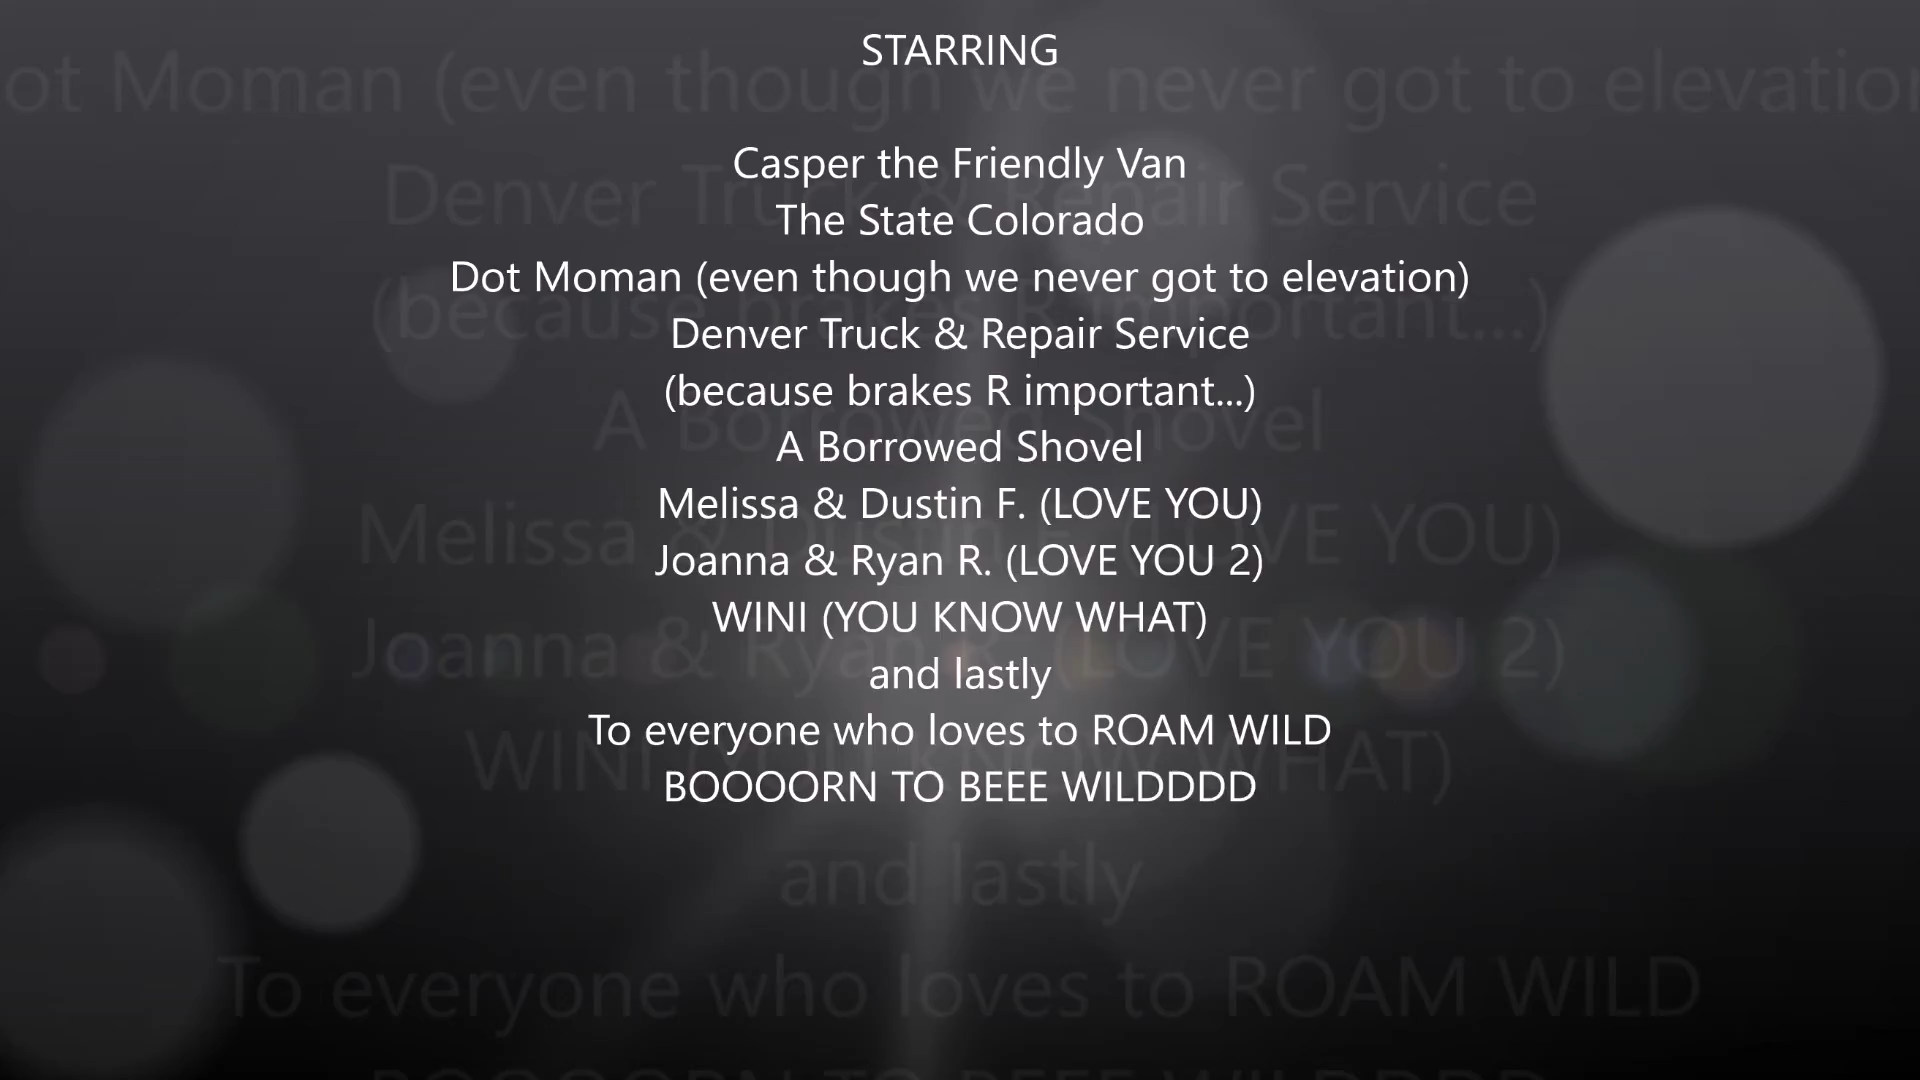 STARRING
Casper the Friendly Van
The State Colorado
Dot Moman (even though we never got to elevation)
Denver Truck & Repair Service
(because brakes R important...)
A Borrowed Shovel
Melissa & Dustin F. (LOVE YOU)
Joanna & Ryan R. (LOVE YOU 2)
WINI (YOU KNOW WHAT)
and lastly
To everyone who loves to ROAM WILD
BOOOORN TO BEEE WILDDDD